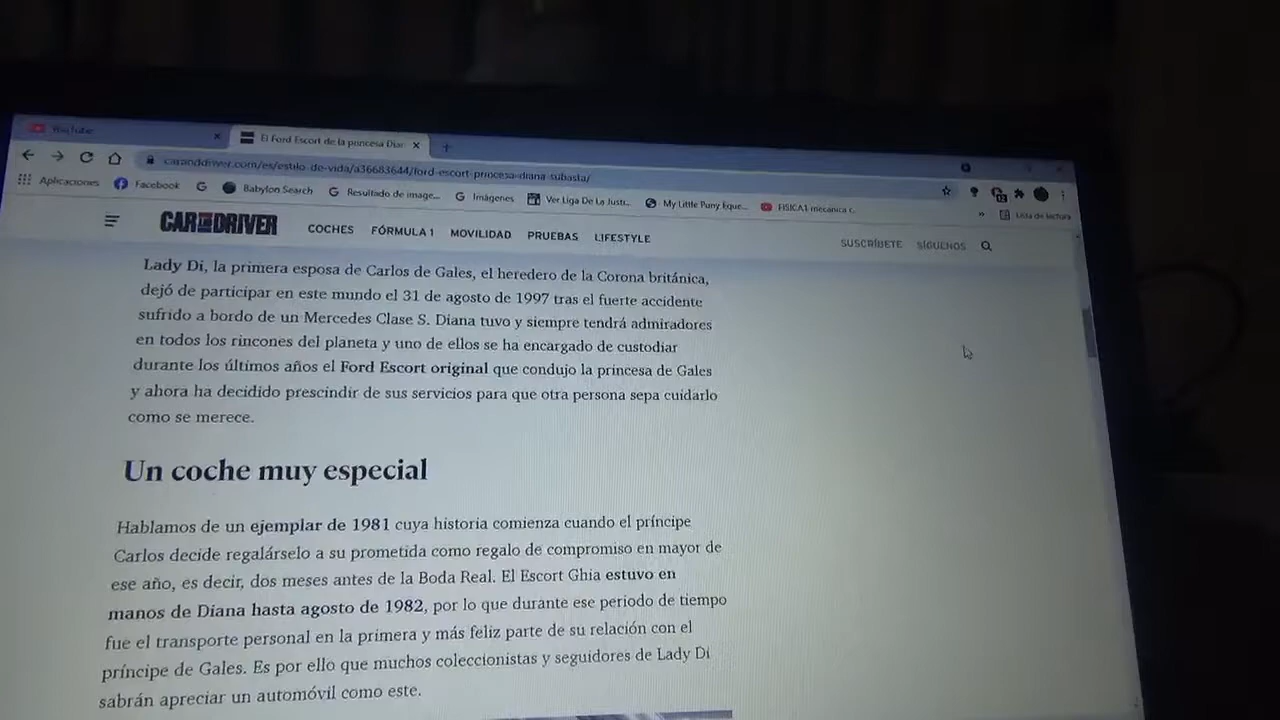 YouTube
El Ford Escort de la princesa Diar
caranddriver.com/es/estilo-de-vida/a36683644/ford-escort-princesa-diana-subasta/
Aplicaciones Facebook Babylon Search Resultado de image... Imágenes Ver Liga De La Justi... My Little Pony Eque... FISICA1 mecánica c. » Lista de lectura
CAR AND DRIVER COCHES FÓRMULA 1 MOVILIDAD PRUEBAS LIFESTYLE SUSCRÍBETE SÍGUENOS
Lady Di, la primera esposa de Carlos de Gales, el heredero de la Corona británica,
dejó de participar en este mundo el 31 de agosto de 1997 tras el fuerte accidente
sufrido a bordo de un Mercedes Clase S. Diana tuvo y siempre tendrá admiradores
en todos los rincones del planeta y uno de ellos se ha encargado de custodiar
durante los últimos años el Ford Escort original que condujo la princesa de Gales
y ahora ha decidido prescindir de sus servicios para que otra persona sepa cuidarlo
como se merece.
Un coche muy especial
Hablamos de un ejemplar de 1981 cuya historia comienza cuando el príncipe
Carlos decide regalárselo a su prometida como regalo de compromiso en mayor de
ese año, es decir, dos meses antes de la Boda Real. El Escort Ghia estuvo en
manos de Diana hasta agosto de 1982, por lo que durante ese periodo de tiempo
fue el transporte personal en la primera y más feliz parte de su relación con el
príncipe de Gales. Es por ello que muchos coleccionistas y seguidores de Lady Di
sabrán apreciar un automóvil como este.